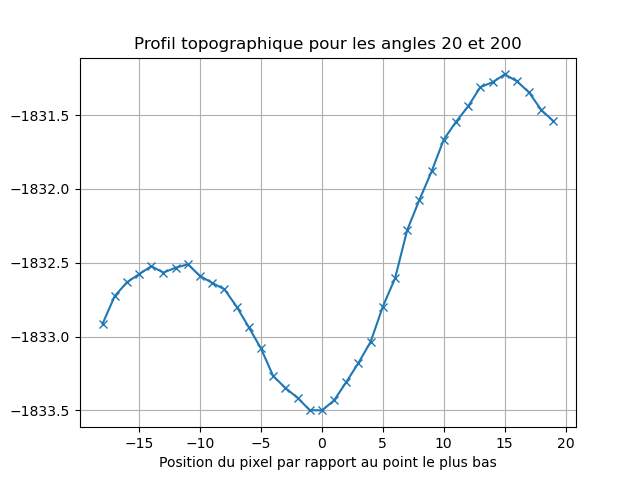 Profil topographique pour les angles 20 et 200
−1831.5
−1832.0
−1832.5
−1833.0
−1833.5
−15 −10 −5 0 5 10 15 20
Position du pixel par rapport au point le plus bas